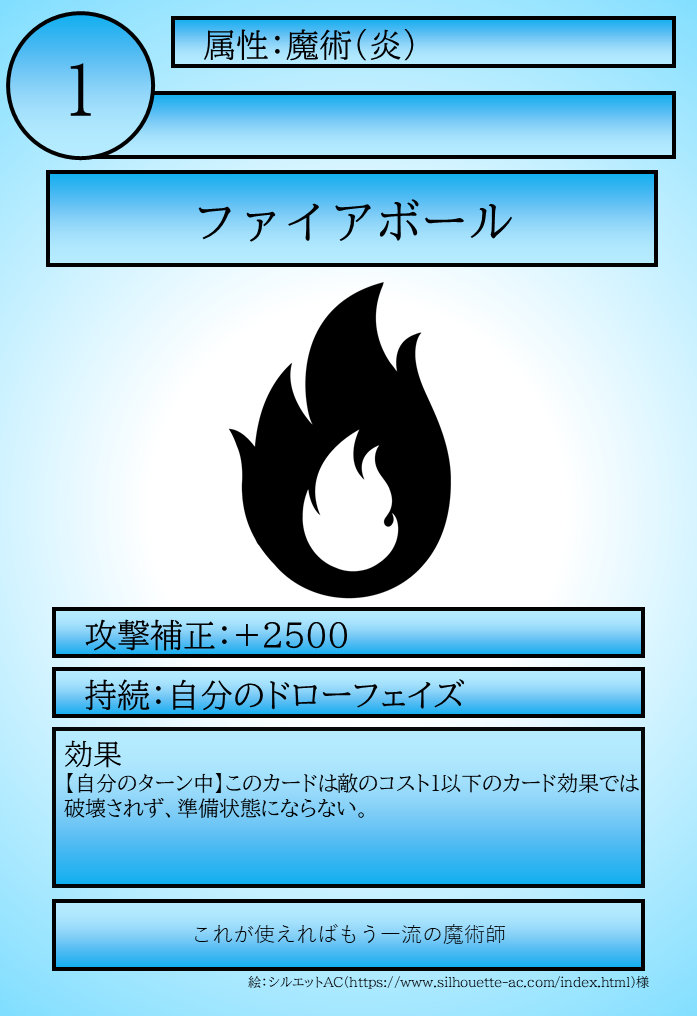 属性：魔術（炎）
1
ファイアボール
攻撃補正：＋2500
持続：自分のドローフェイズ
効果
【自分のターン中】このカードは敵のコスト1以下のカード効果では
破壊されず、準備状態にならない。
これが使えればもう一流の魔術師
絵：シルエットAC（https://www.silhouette-ac.com/index.html）様